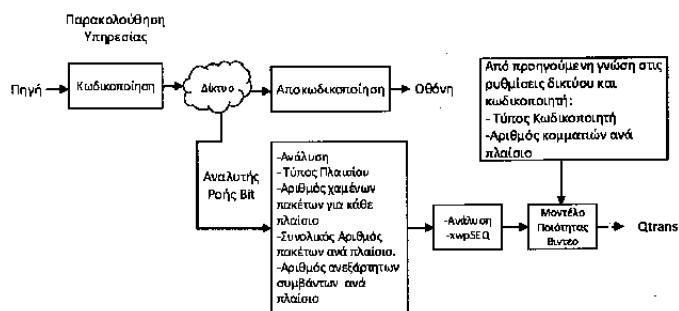 Παρακολούθηση
Υπηρεσίας
Πηγή
Κωδικοποίηση
Δίκτυο
Αποκωδικοποίηση
Οθόνη
Από προηγούμενη γνώση στις
ρυθμίσεις δικτύου και
κωδικοποιητή:
- Τύπος Κωδικοποιητή
-Αριθμός κομματιών ανά
πλαίσιο
Αναλυτής
Ροής Bit
-Ανάλυση
- Τύπος Πλαισίου
-Αριθμός χαμένων
πακέτων για κάθε
πλαίσιο
-Συνολικός Αριθμός
πακέτων ανά πλαίσιο.
-Αριθμός ανεξάρτητων
συμβάντων ανά
πλαίσιο
-Ανάλυση
-xwpSEQ
Μοντέλο
Ποιότητας
Βιντεο
Qtrans